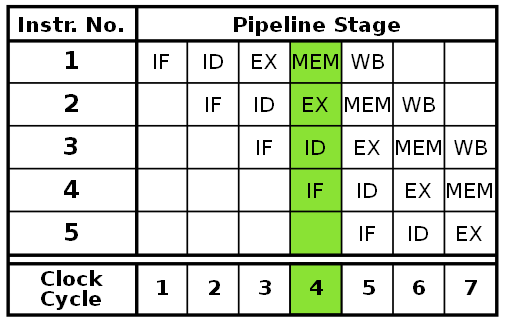 Instr. No. Pipeline Stage
1 IF ID EX MEM WB
2 IF ID EX MEM WB
3 IF ID EX MEM WB
4 IF ID EX MEM
5 IF ID EX
Clock
Cycle 1 2 3 4 5 6 7